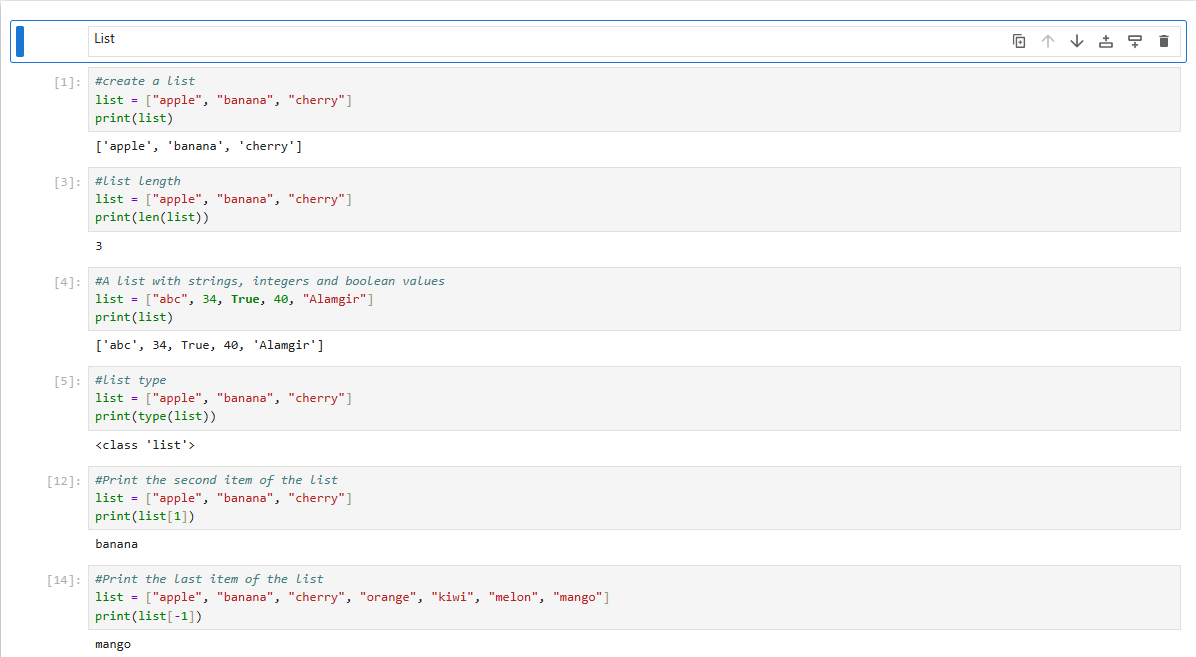 List
[1]:
#create a list
list = ["apple", "banana", "cherry"]
print(list)
['apple', 'banana', 'cherry']
[3]:
#list length
list = ["apple", "banana", "cherry"]
print(len(list))
3
[4]:
#A list with strings, integers and boolean values
list = ["abc", 34, True, 40, "Alamgir"]
print(list)
['abc', 34, True, 40, 'Alamgir']
[5]:
#list type
list = ["apple", "banana", "cherry"]
print(type(list))
<class 'list'>
[12]:
#Print the second item of the list
list = ["apple", "banana", "cherry"]
print(list[1])
banana
[14]:
#Print the last item of the list
list = ["apple", "banana", "cherry", "orange", "kiwi", "melon", "mango"]
print(list[-1])
mango